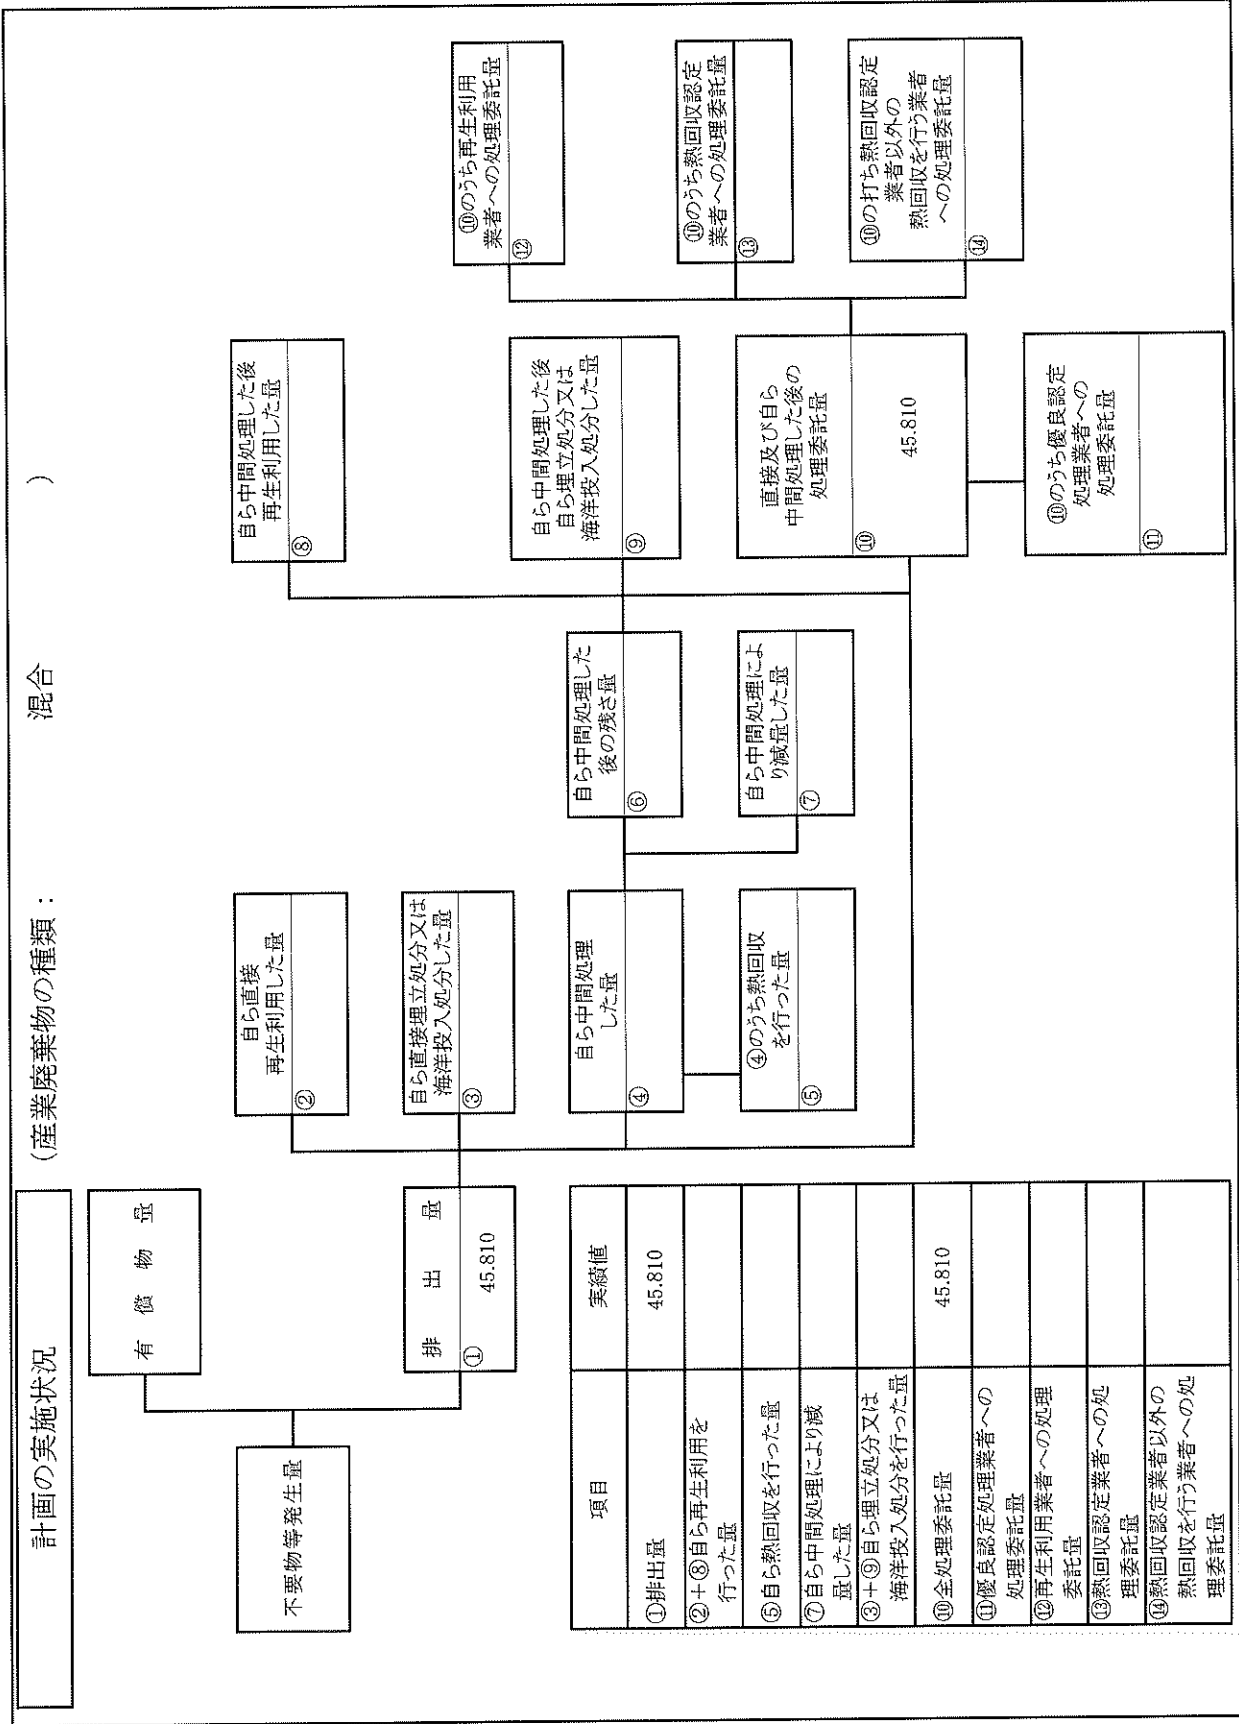 計画の実施状況
(産業廃棄物の種類： 混合 )
不要物等発生量
有 償 物 量
排 出 量
①
45.810
自ら直接
再生利用した量
②
自ら直接埋立処分又は
海洋投入処分した量
③
自ら中間処理
した量
④
④のうち熱回収
を行った量
⑤
自ら中間処理した
後の残さ量
⑥
自ら中間処理によ
り減量した量
⑦
自ら中間処理した後
再生利用した量
⑧
自ら中間処理した後
自ら埋立処分又は
海洋投入処分した量
⑨
直接及び自ら
中間処理した後の
処理委託量
⑩
45.810
⑩のうち優良認定
処理業者への
処理委託量
⑪
⑩のうち再生利用
業者への処理委託量
⑫
⑩のうち熱回収認定
業者への処理委託量
⑬
⑩の打ち熱回収認定
業者以外の
熱回収を行う業者
への処理委託量
⑭
項目 実績値
①排出量 45.810
②＋⑧自ら再生利用を
行った量
⑤自ら熱回収を行った量
⑦自ら中間処理により減
量した量
③＋⑨自ら埋立処分又は
海洋投入処分を行った量
⑩全処理委託量 45.810
⑪優良認定処理業者への
処理委託量
⑫再生利用業者への処理
委託量
⑬熱回収認定業者への処
理委託量
⑭熱回収認定業者以外の
熱回収を行う業者への処
理委託量